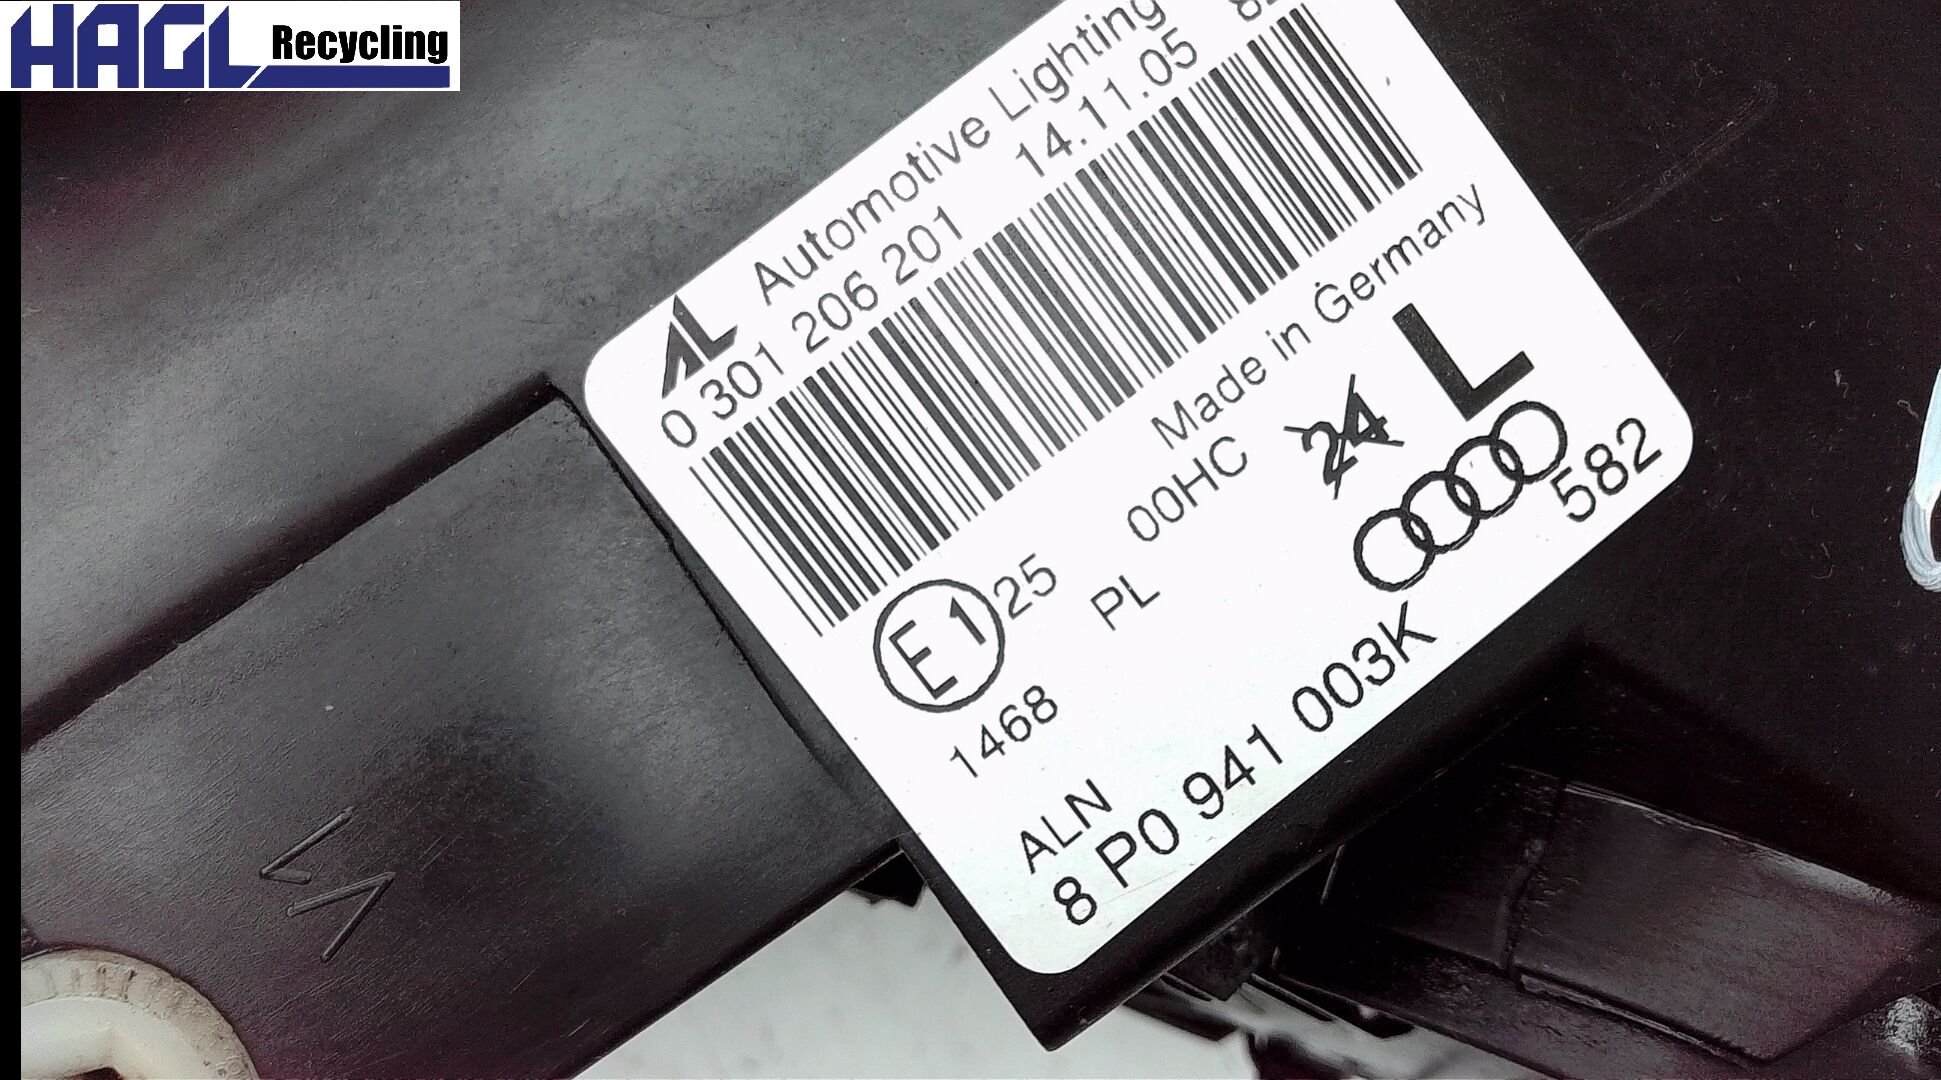 HAGL Recycling
AL Automotive Lighting
0 301 206 201 14.11.05
Made in Germany
L
00HC 24
E1 25 PL
582
1468
ALN
8 P0 941 003K